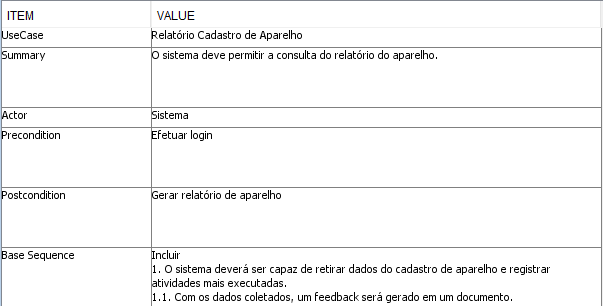 ITEM VALUE
UseCase Relatório Cadastro de Aparelho
Summary O sistema deve permitir a consulta do relatório do aparelho.
Actor Sistema
Precondition Efetuar login
Postcondition Gerar relatório de aparelho
Base Sequence Incluir
1. O sistema deverá ser capaz de retirar dados do cadastro de aparelho e registrar
atividades mais executadas.
1.1. Com os dados coletados, um feedback será gerado em um documento.